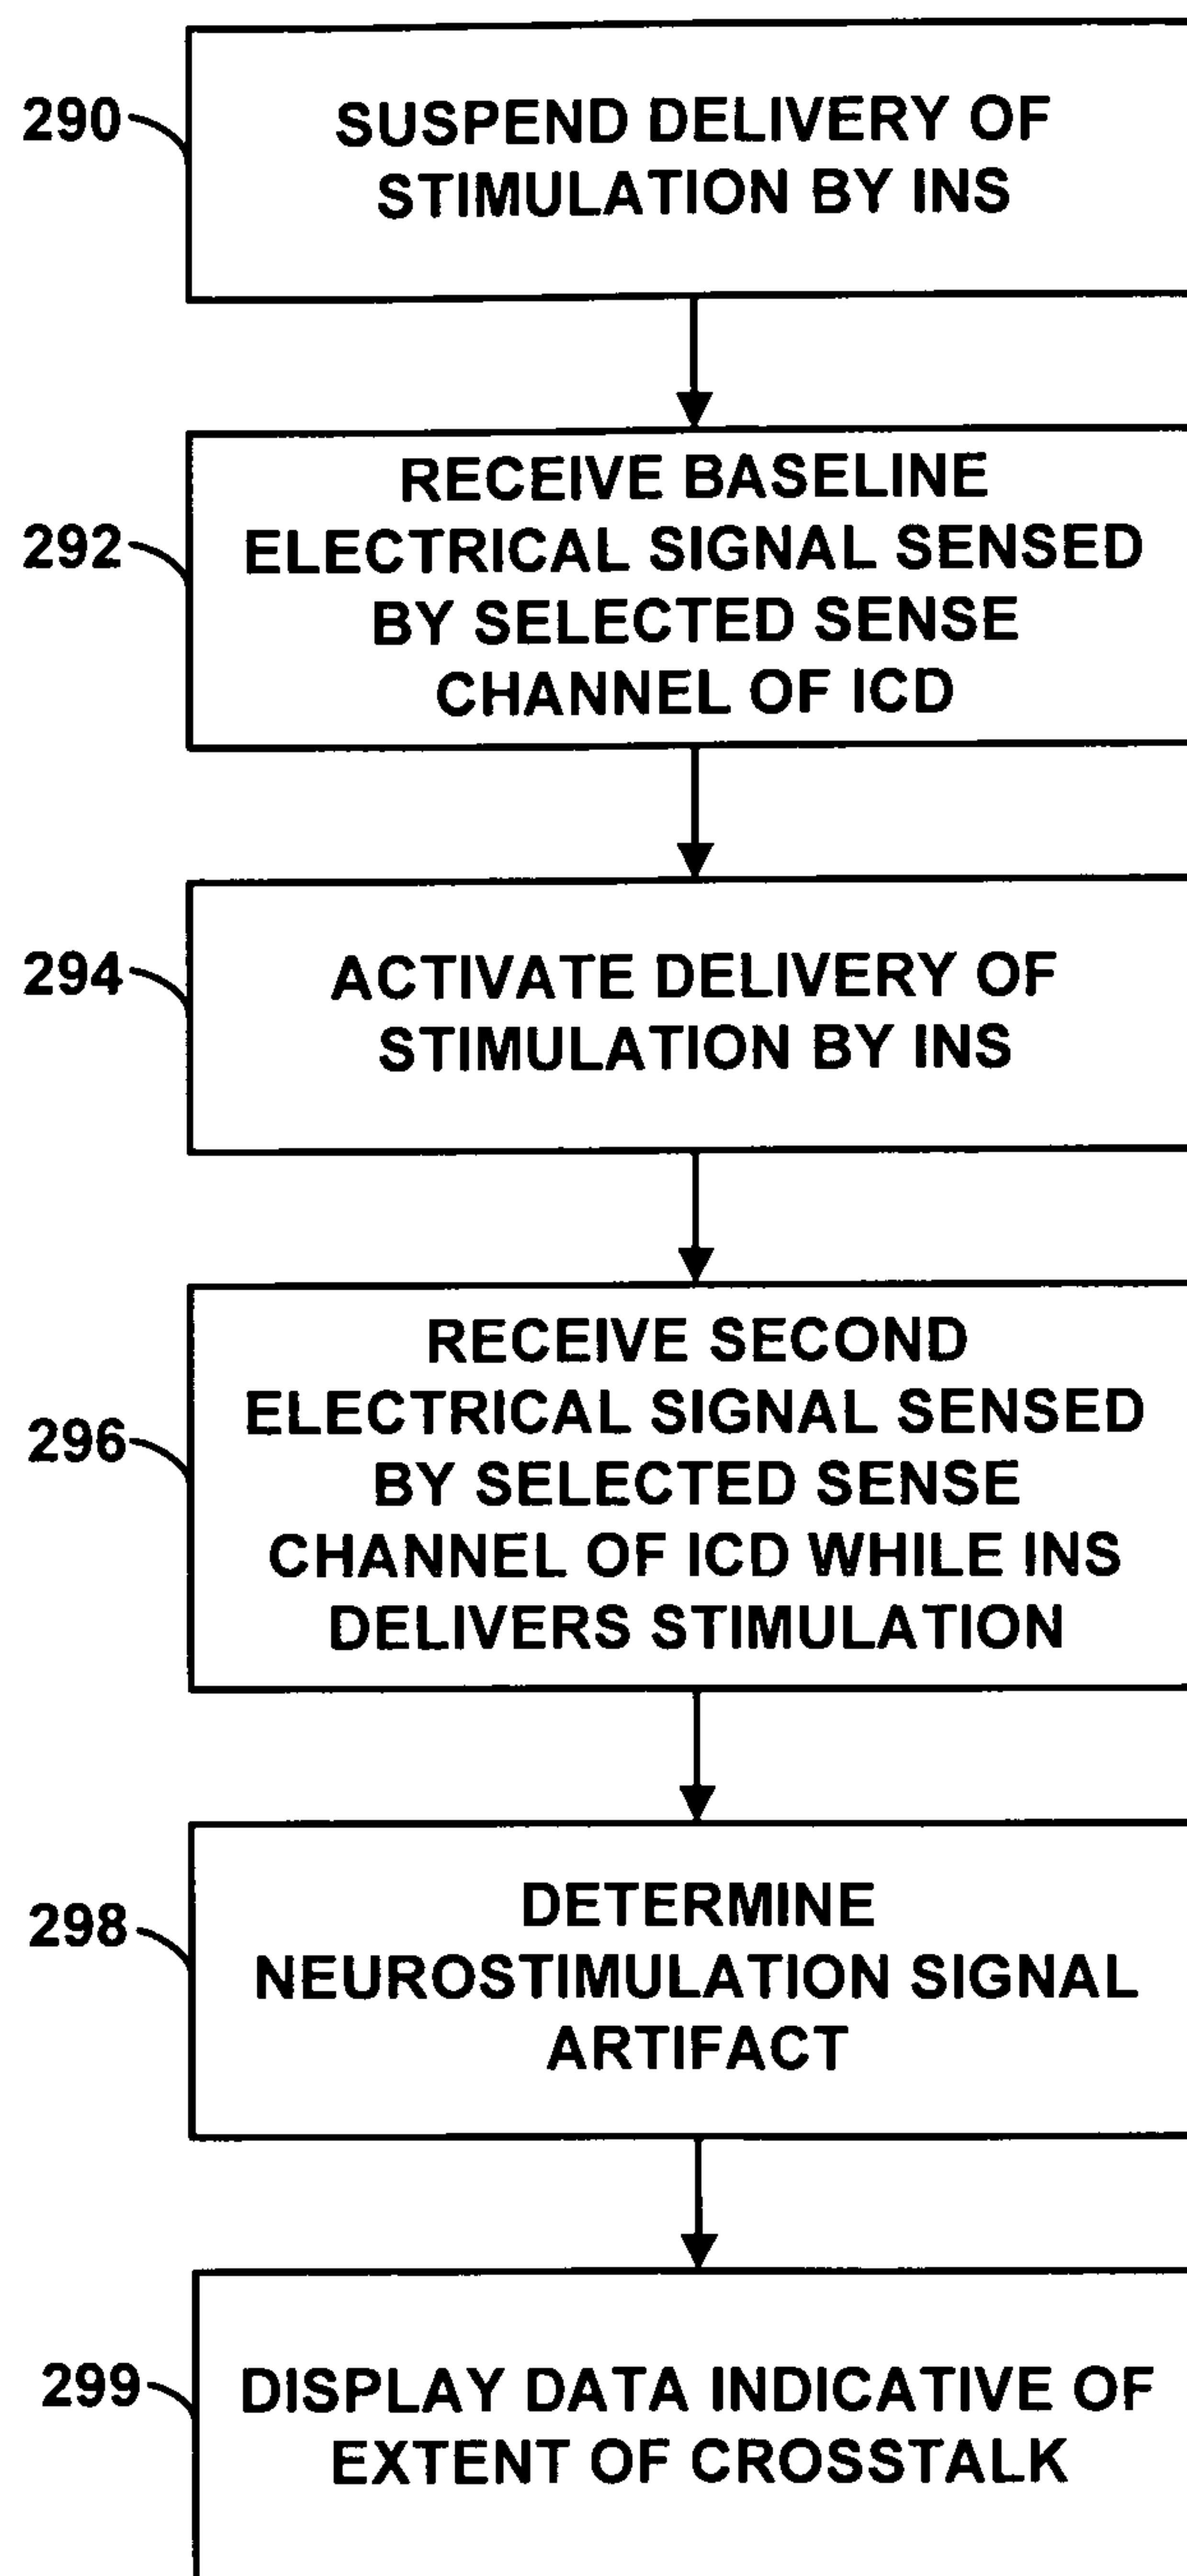 290
SUSPEND DELIVERY OF
STIMULATION BY INS
292
RECEIVE BASELINE
ELECTRICAL SIGNAL SENSED
BY SELECTED SENSE
CHANNEL OF ICD
294
ACTIVATE DELIVERY OF
STIMULATION BY INS
296
RECEIVE SECOND
ELECTRICAL SIGNAL SENSED
BY SELECTED SENSE
CHANNEL OF ICD WHILE INS
DELIVERS STIMULATION
298
DETERMINE
NEUROSTIMULATION SIGNAL
ARTIFACT
299
DISPLAY DATA INDICATIVE OF
EXTENT OF CROSSTALK